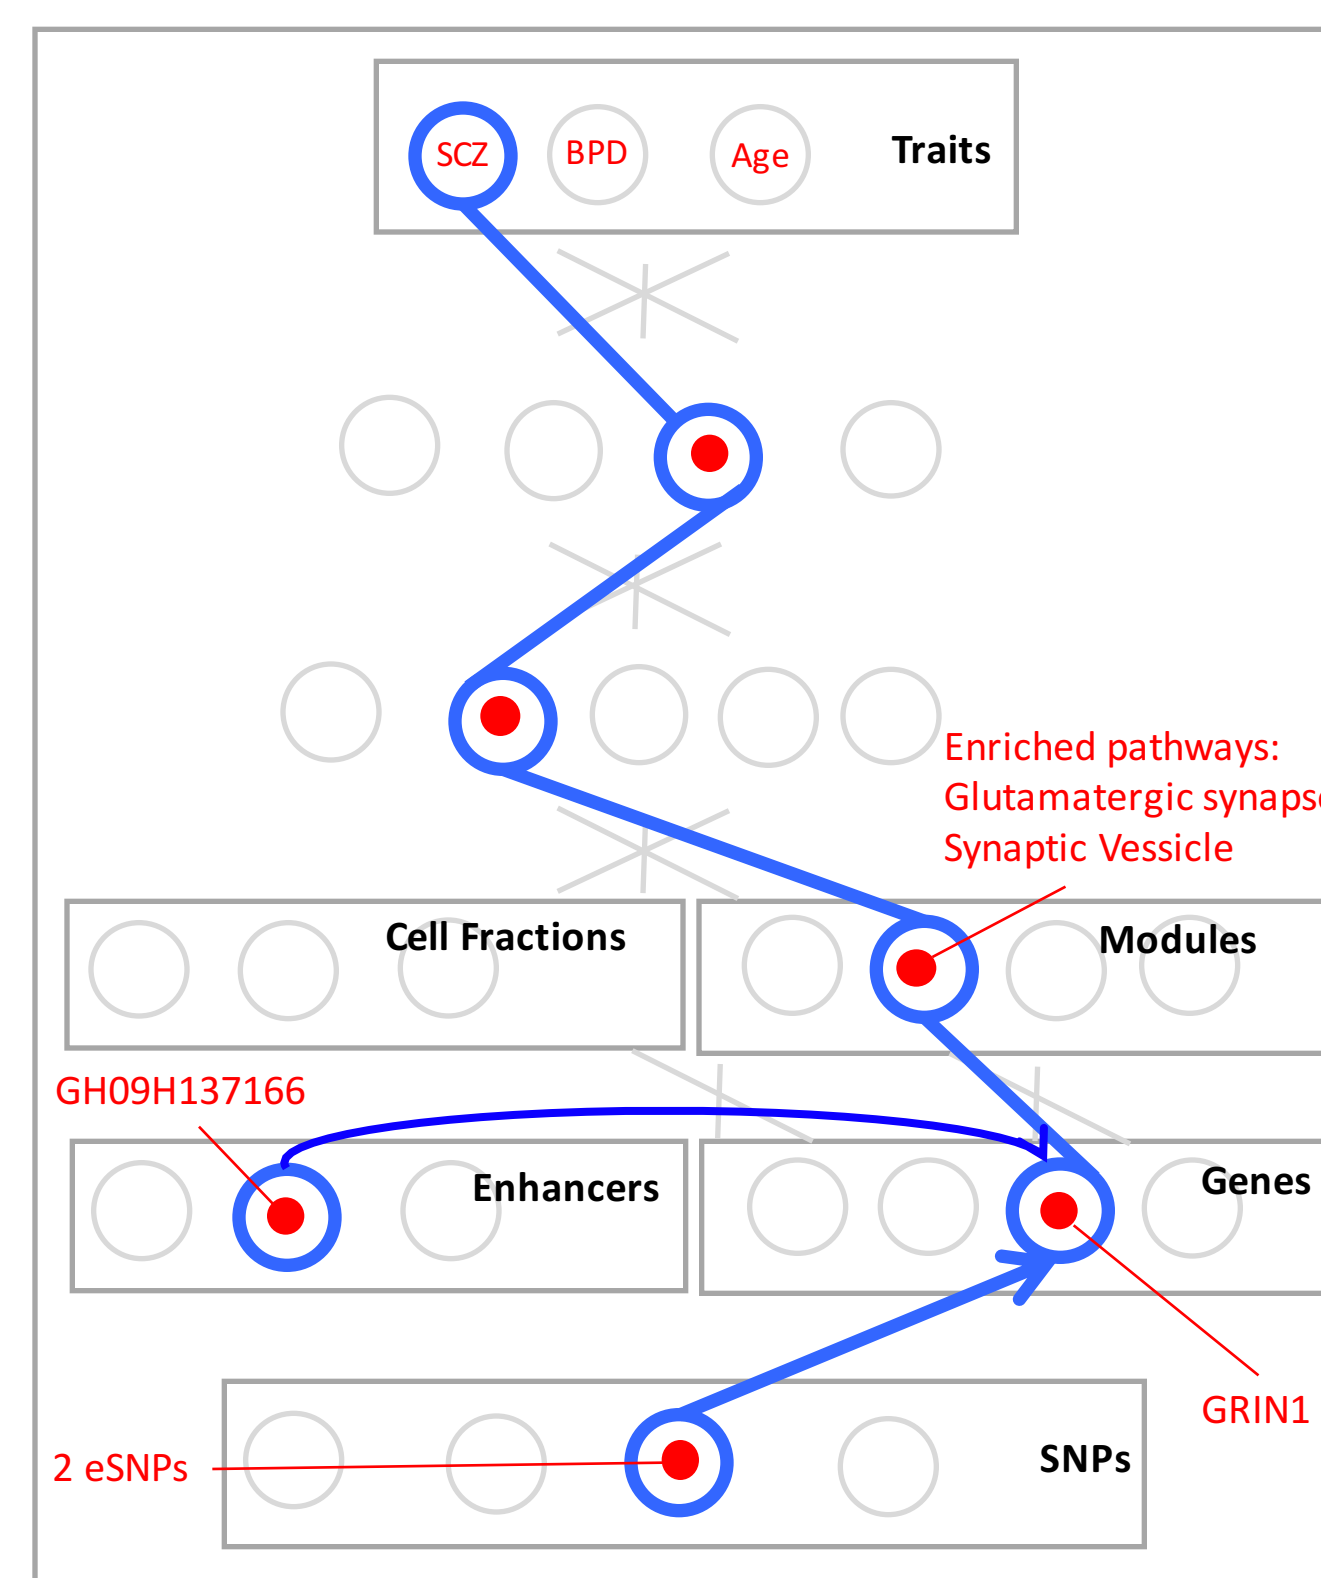 SCZ
BPD
Age
Traits
Enriched pathways:
Glutamatergic synapse
Synaptic Vessicle
Cell Fractions
Modules
GH09H137166
Enhancers
Genes
GRIN1
2 eSNPs
SNPs